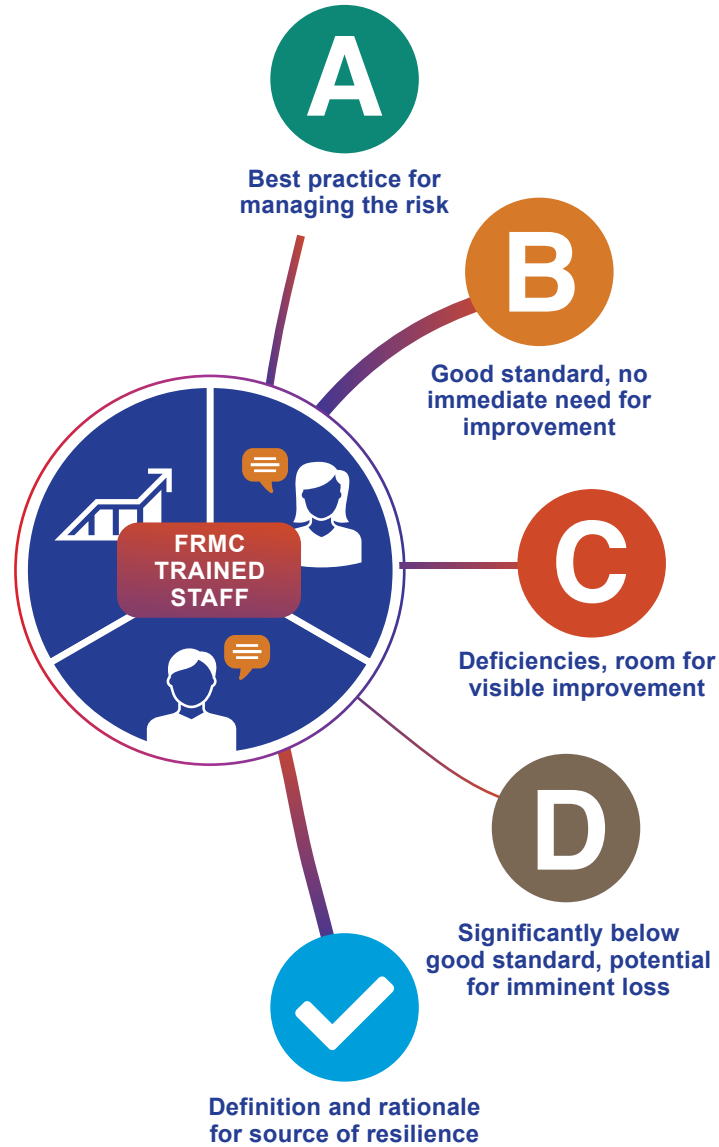 A
Best practice for
managing the risk
B
Good standard, no
immediate need for
improvement
FRMC
TRAINED
STAFF
C
Deficiencies, room for
visible improvement
D
Significantly below
good standard, potential
for imminent loss
Definition and rationale
for source of resilience